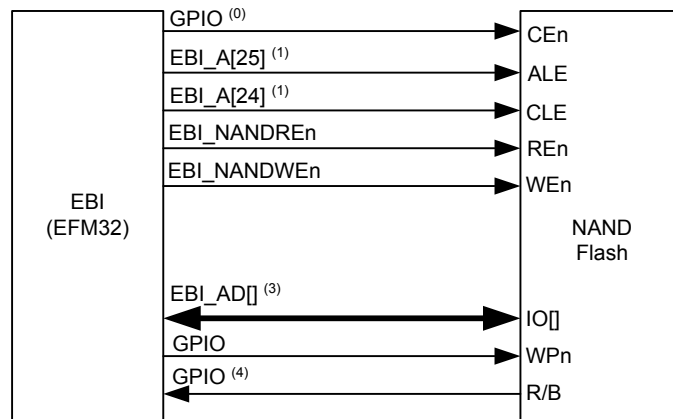 GPIO (0)
CEn
EBI_A[25] (1)
ALE
EBI_A[24] (1)
CLE
EBI_NANDREn
REn
EBI_NANDWEn
WEn
EBI
(EFM32)
NAND
Flash
EBI_AD[] (3)
IO[]
GPIO
WPn
GPIO (4)
R/B